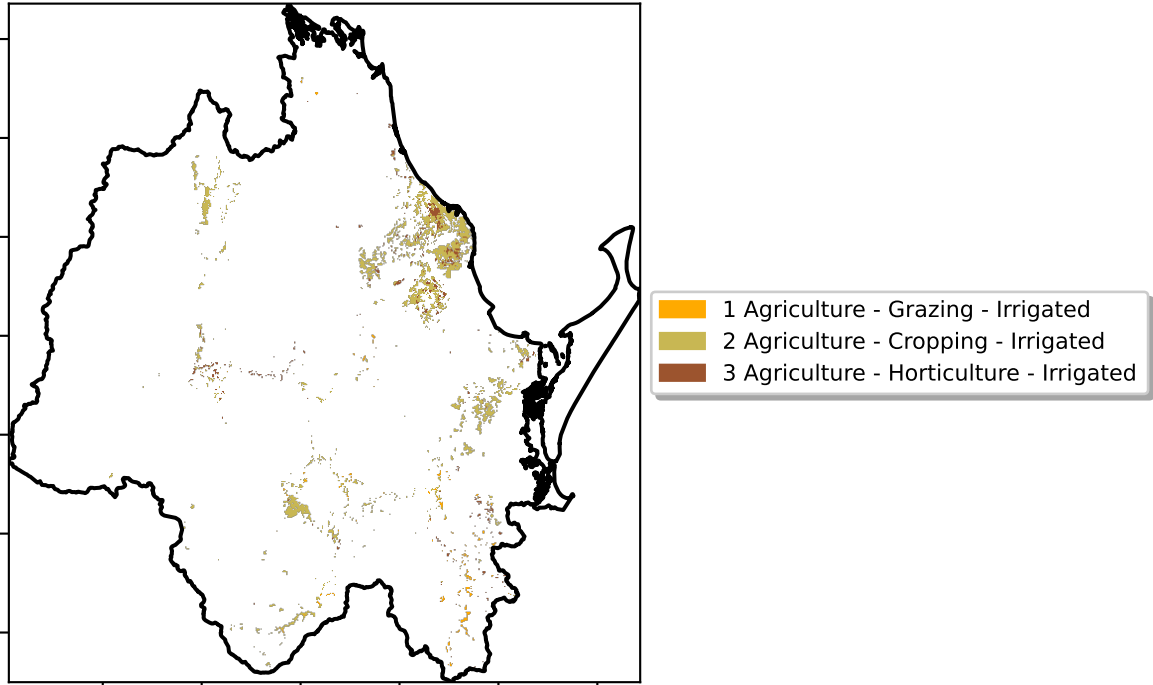 1 Agriculture - Grazing - Irrigated
2 Agriculture - Cropping - Irrigated
3 Agriculture - Horticulture - Irrigated